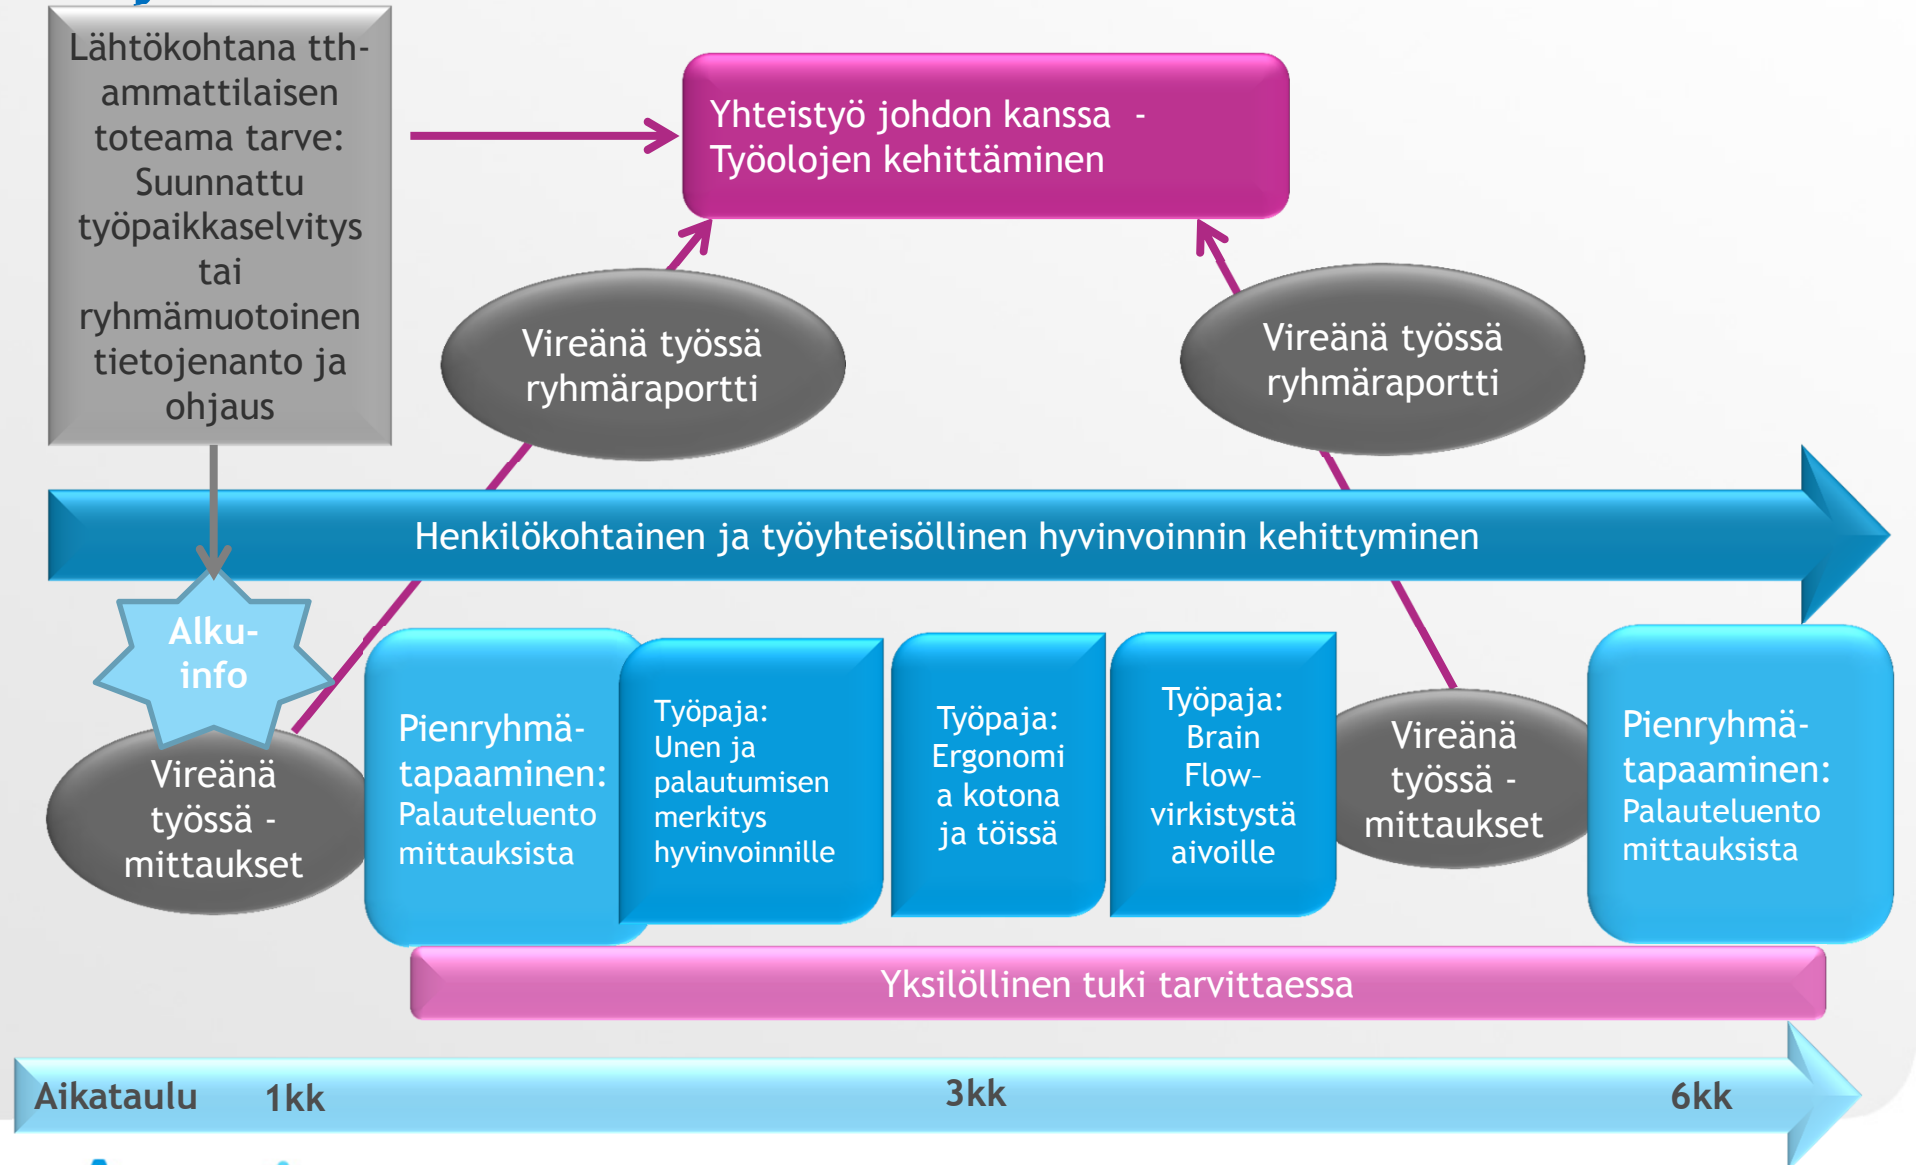 Lähtökohtana tth-
ammattilaisen
toteama tarve:
Suunnattu
työpaikkaselvitys
tai
ryhmämuotoinen
tietojenanto ja
ohjaus
Yhteistyö johdon kanssa -
Työolojen kehittäminen
Vireänä työssä
ryhmäraportti
Vireänä työssä
ryhmäraportti
Henkilökohtainen ja työyhteisöllinen hyvinvoinnin kehittyminen
Alku-
info
Vireänä
työssä -
mittaukset
Pienryhmä-
tapaaminen:
Palauteluento
mittauksista
Työpaja:
Unen ja
palautumisen
merkitys
hyvinvoinnille
Työpaja:
Ergonomi
a kotona
ja töissä
Työpaja:
Brain
Flow–
virkistystä
aivoille
Vireänä
työssä -
mittaukset
Pienryhmä-
tapaaminen:
Palauteluento
mittauksista
Yksilöllinen tuki tarvittaessa
Aikataulu 1kk 3kk 6kk